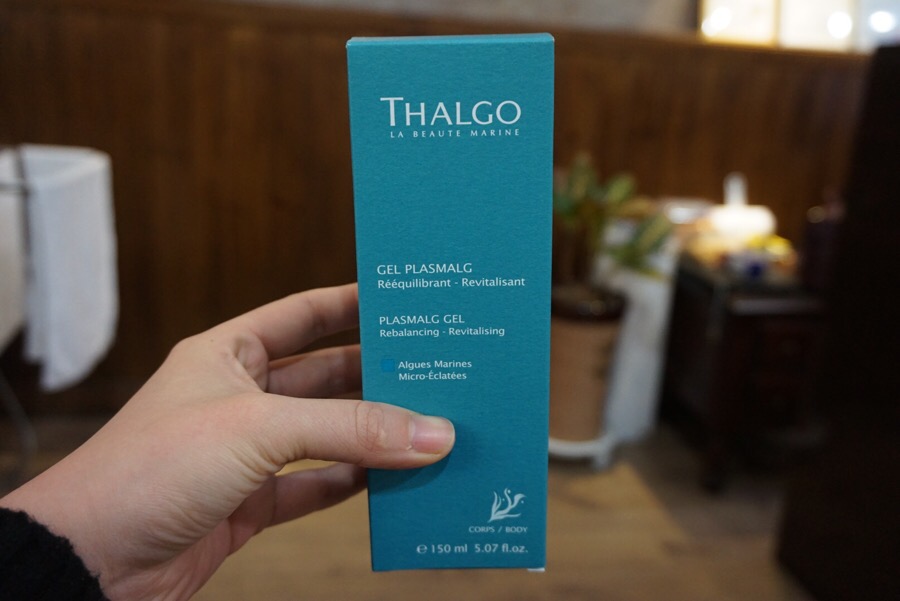 THALGO
LA BEAUTE MARINE
GEL PLASMALG
Rééquilibrant - Revitalisant
PLASMALG GEL
Rebalancing - Revitalising
Algues Marines
Micro-Éclatées
CORPS / BODY
℮ 150 ml 5.07 fl.oz.